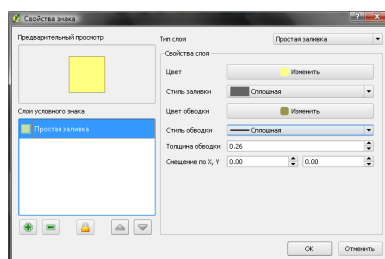 Свойства знака
Предварительный просмотр
Тип слоя
Простая заливка
Свойства слоя
Цвет
Изменить
Стиль заливки
Сплошная
Слои условного знака
Цвет обводки
Изменить
Простая заливка
Стиль обводки
Сплошная
Толщина обводки
0.26
Смещение по X, Y
0.00
0.00
OK
Отменить